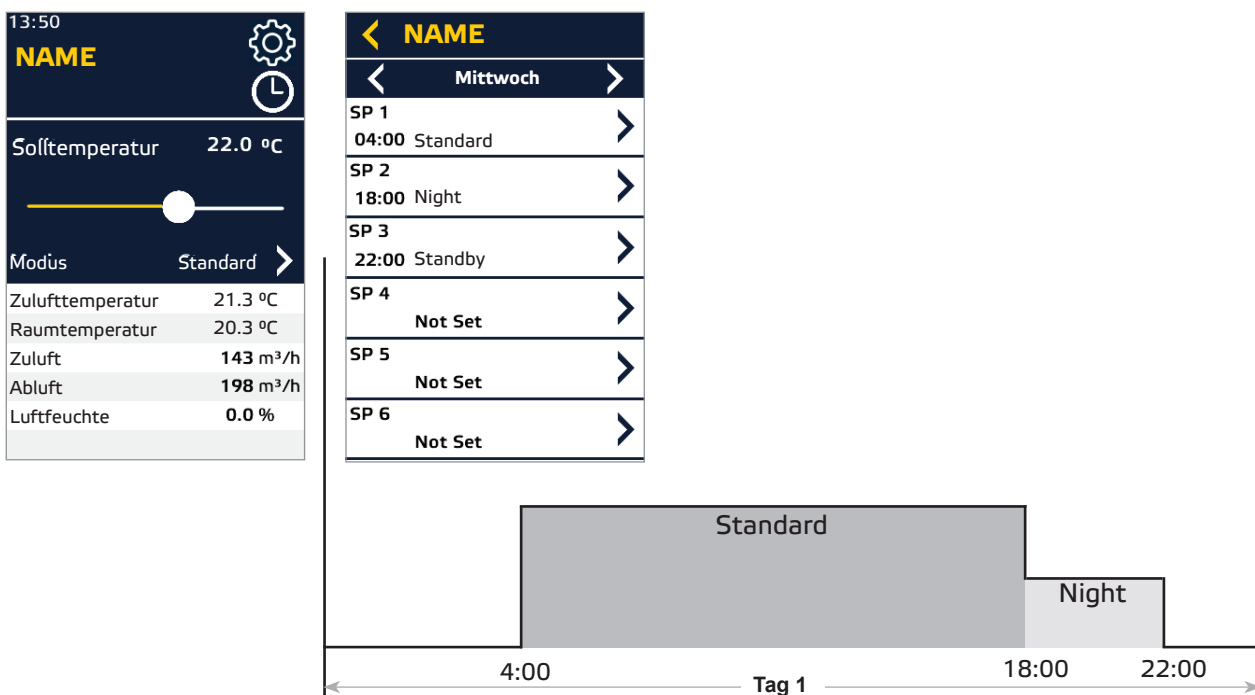 13:50
NAME
Solltemperatur 22.0 ºC
Modus Standard
Zulufttemperatur 21.3 ºC
Raumtemperatur 20.3 ºC
Zuluft 143 m³/h
Abluft 198 m³/h
Luftfeuchte 0.0 %
NAME
Mittwoch
SP 1
04:00 Standard
SP 2
18:00 Night
SP 3
22:00 Standby
SP 4
Not Set
SP 5
Not Set
SP 6
Not Set
Standard
Night
4:00 18:00 22:00
Tag 1